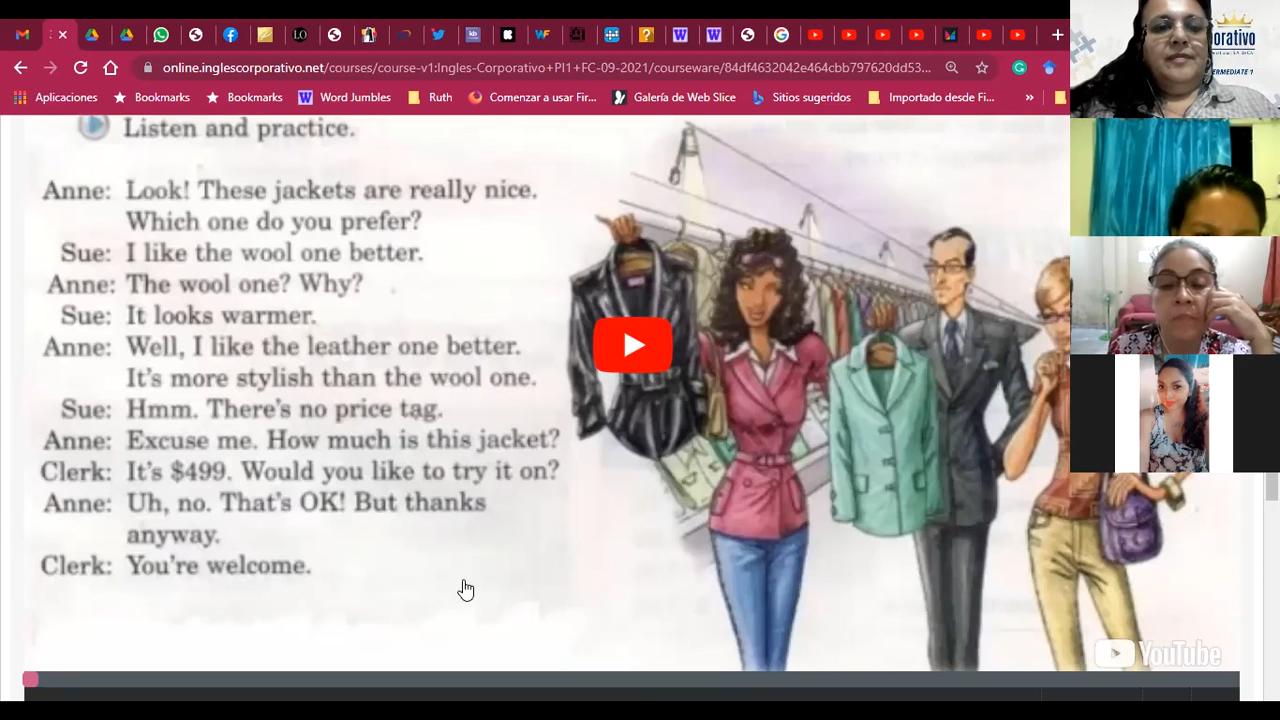 online.inglescorporativo.net/courses/course-v1:Ingles-Corporativo+PI1+FC-09-2021/courseware/84df4632042e464cbb797620dd53...
Aplicaciones Bookmarks Bookmarks Word Jumbles Ruth Comenzar a usar Fir... Galería de Web Slice Sitios sugeridos Importado desde Fi... »
Listen and practice.
Anne: Look! These jackets are really nice.
Which one do you prefer?
Sue: I like the wool one better.
Anne: The wool one? Why?
Sue: It looks warmer.
Anne: Well, I like the leather one better.
It's more stylish than the wool one.
Sue: Hmm. There's no price tag.
Anne: Excuse me. How much is this jacket?
Clerk: It's $499. Would you like to try it on?
Anne: Uh, no. That's OK! But thanks
anyway.
Clerk: You're welcome.
YouTube
orativo
ERMEDIATE 1